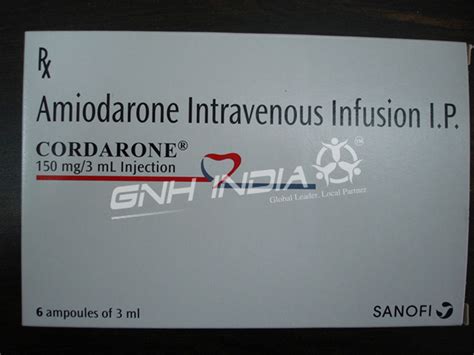 Rx
Amiodarone Intravenous Infusion I.P.
CORDARONE®
150 mg/3 mL Injection
GNH INDIA
TM
Global Leader. Local Partner
6 ampoules of 3 ml
SANOFI